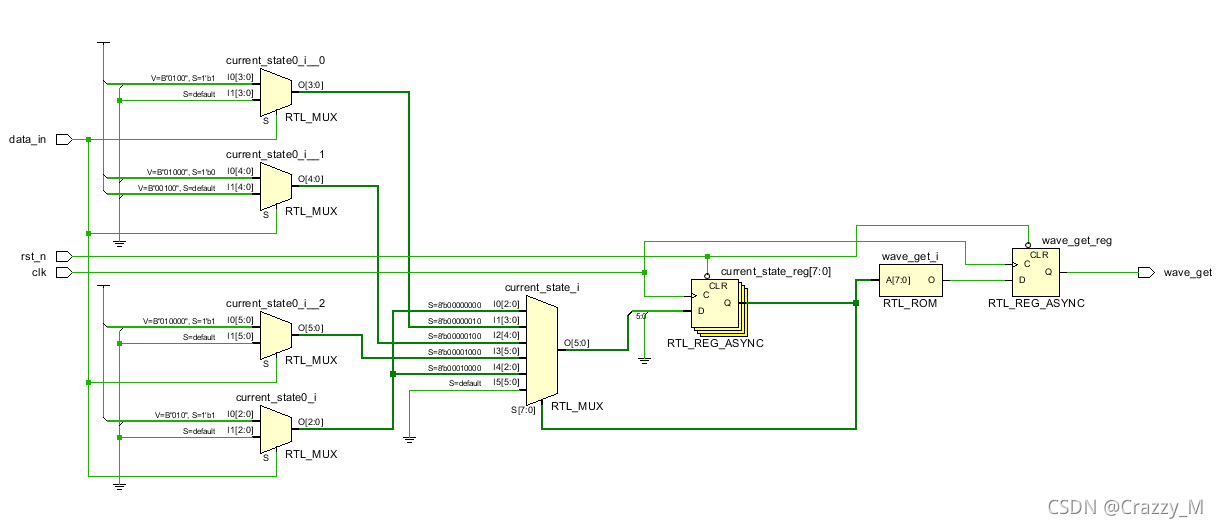 current_state0_i__0
V=B"0100", S=1'b1 I0[3:0]
S=default I1[3:0]
O[3:0]
S
RTL_MUX
data_in
current_state0_i__1
V=B"01000", S=1'b0 I0[4:0]
V=B"00100", S=default I1[4:0]
O[4:0]
S
RTL_MUX
rst_n
clk
current_state0_i__2
V=B"010000", S=1'b1 I0[5:0]
S=default I1[5:0]
O[5:0]
S
RTL_MUX
current_state0_i
V=B"010", S=1'b1 I0[2:0]
S=default I1[2:0]
O[2:0]
S
RTL_MUX
current_state_i
S=8'b00000000 I0[2:0]
S=8'b00000010 I1[3:0]
S=8'b00000100 I2[4:0]
S=8'b00001000 I3[5:0]
S=8'b00010000 I4[2:0]
S=default I5[5:0]
S[7:0]
O[5:0]
RTL_MUX
current_state_reg[7:0]
CLR
C
Q
D
5:0
RTL_REG_ASYNC
wave_get_i
A[7:0] O
RTL_ROM
wave_get_reg
CLR
C
Q
D
RTL_REG_ASYNC
wave_get
CSDN @Crazzy_M